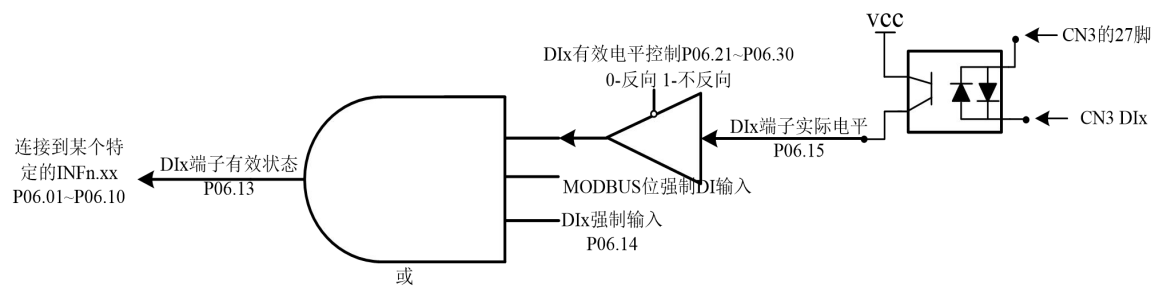 VCC
CN3的27脚
DIx有效电平控制P06.21~P06.30
0-反向 1-不反向
CN3 DIx
DIx端子实际电平
P06.15
连接到某个特
定的INFn.xx
P06.01~P06.10
DIx端子有效状态
P06.13
MODBUS位强制DI输入
DIx强制输入
P06.14
或